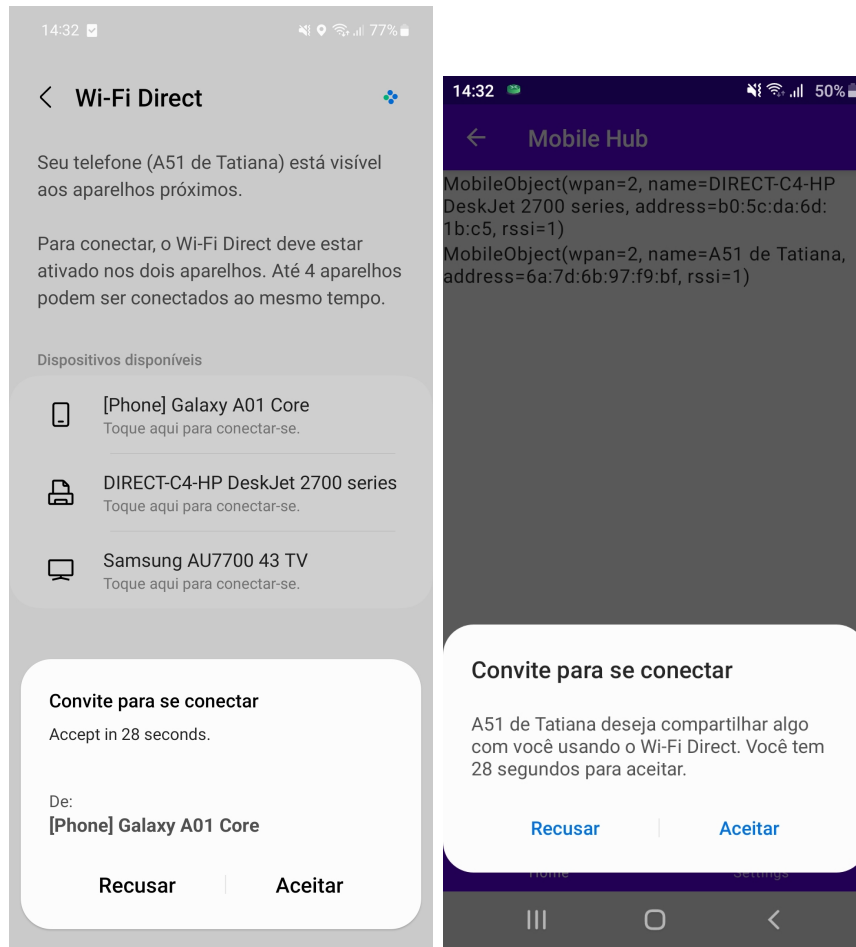 14:32
77%
Wi-Fi Direct
Seu telefone (A51 de Tatiana) está visível
aos aparelhos próximos.
Para conectar, o Wi-Fi Direct deve estar
ativado nos dois aparelhos. Até 4 aparelhos
podem ser conectados ao mesmo tempo.
Dispositivos disponíveis
[Phone] Galaxy A01 Core
Toque aqui para conectar-se.
DIRECT-C4-HP DeskJet 2700 series
Toque aqui para conectar-se.
Samsung AU7700 43 TV
Toque aqui para conectar-se.
Convite para se conectar
Accept in 28 seconds.
De:
[Phone] Galaxy A01 Core
Recusar
Aceitar
14:32
50%
Mobile Hub
MobileObject(wpan=2, name=DIRECT-C4-HP
DeskJet 2700 series, address=b0:5c:da:6d:
1b:c5, rssi=1)
MobileObject(wpan=2, name=A51 de Tatiana,
address=6a:7d:6b:97:f9:bf, rssi=1)
Convite para se conectar
A51 de Tatiana deseja compartilhar algo
com você usando o Wi-Fi Direct. Você tem
28 segundos para aceitar.
Recusar
Aceitar
Home
Settings